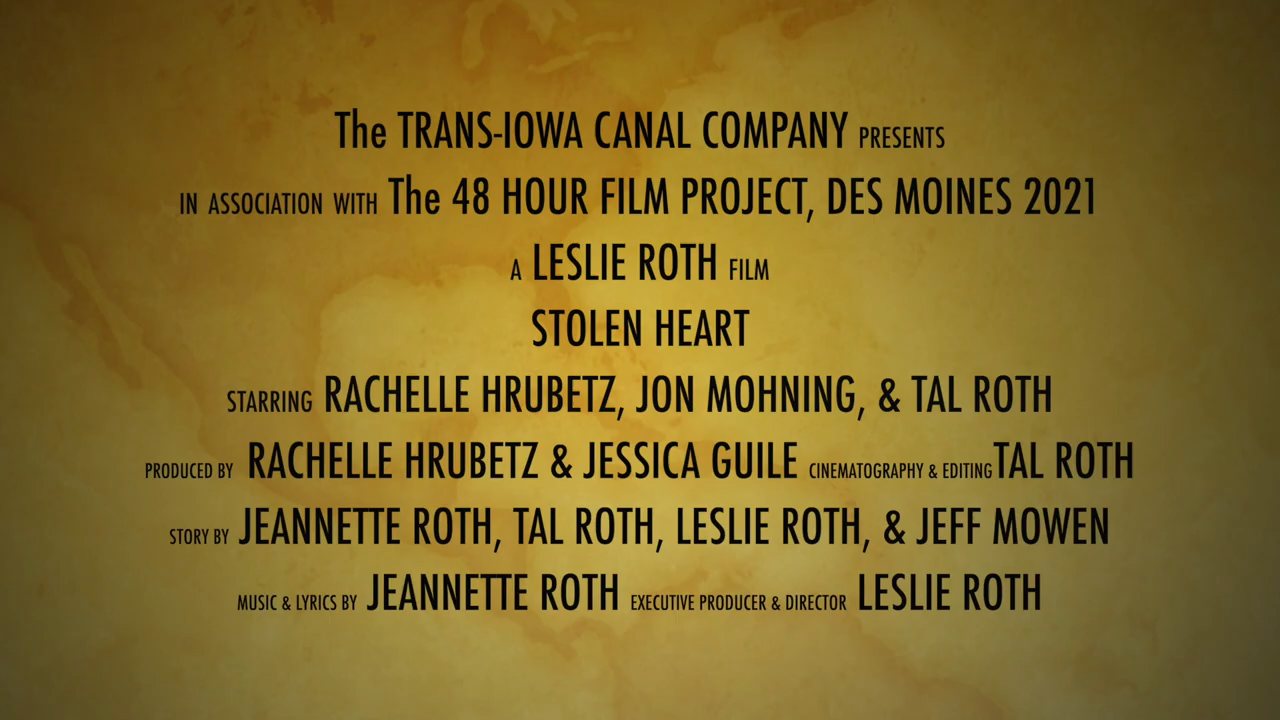 The TRANS-IOWA CANAL COMPANY PRESENTS
IN ASSOCIATION WITH The 48 HOUR FILM PROJECT, DES MOINES 2021
A LESLIE ROTH FILM
STOLEN HEART
STARRING RACHELLE HRUBETZ, JON MOHNING, & TAL ROTH
PRODUCED BY RACHELLE HRUBETZ & JESSICA GUILE CINEMATOGRAPHY & EDITING TAL ROTH
STORY BY JEANNETTE ROTH, TAL ROTH, LESLIE ROTH, & JEFF MOWEN
MUSIC & LYRICS BY JEANNETTE ROTH EXECUTIVE PRODUCER & DIRECTOR LESLIE ROTH